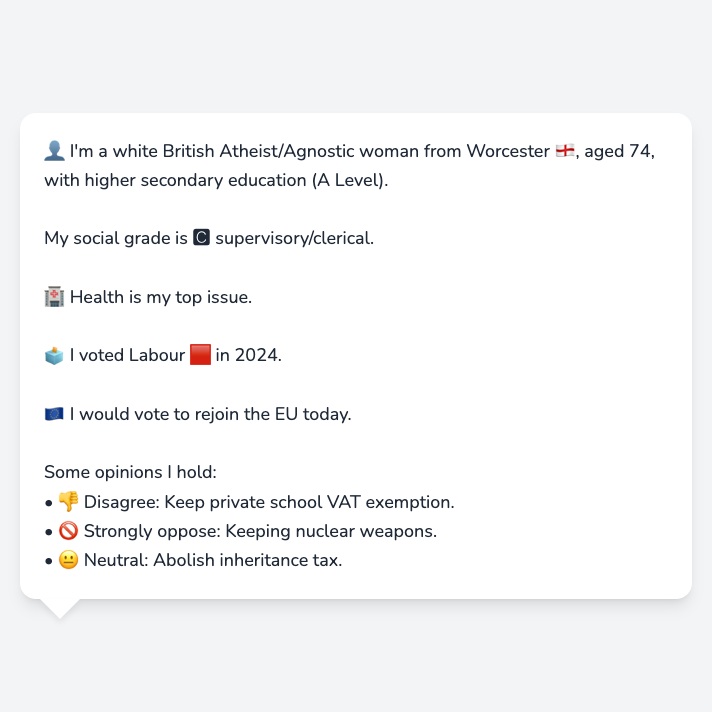 👤 I'm a white British Atheist/Agnostic woman from Worcester 🏴󠁧󠁢󠁥󠁮󠁧󠁿, aged 74,
with higher secondary education (A Level).
My social grade is 🅲 supervisory/clerical.
🏥 Health is my top issue.
🗳️ I voted Labour 🟥 in 2024.
🇪🇺 I would vote to rejoin the EU today.
Some opinions I hold:
• 👎 Disagree: Keep private school VAT exemption.
• 🚫 Strongly oppose: Keeping nuclear weapons.
• 😐 Neutral: Abolish inheritance tax.